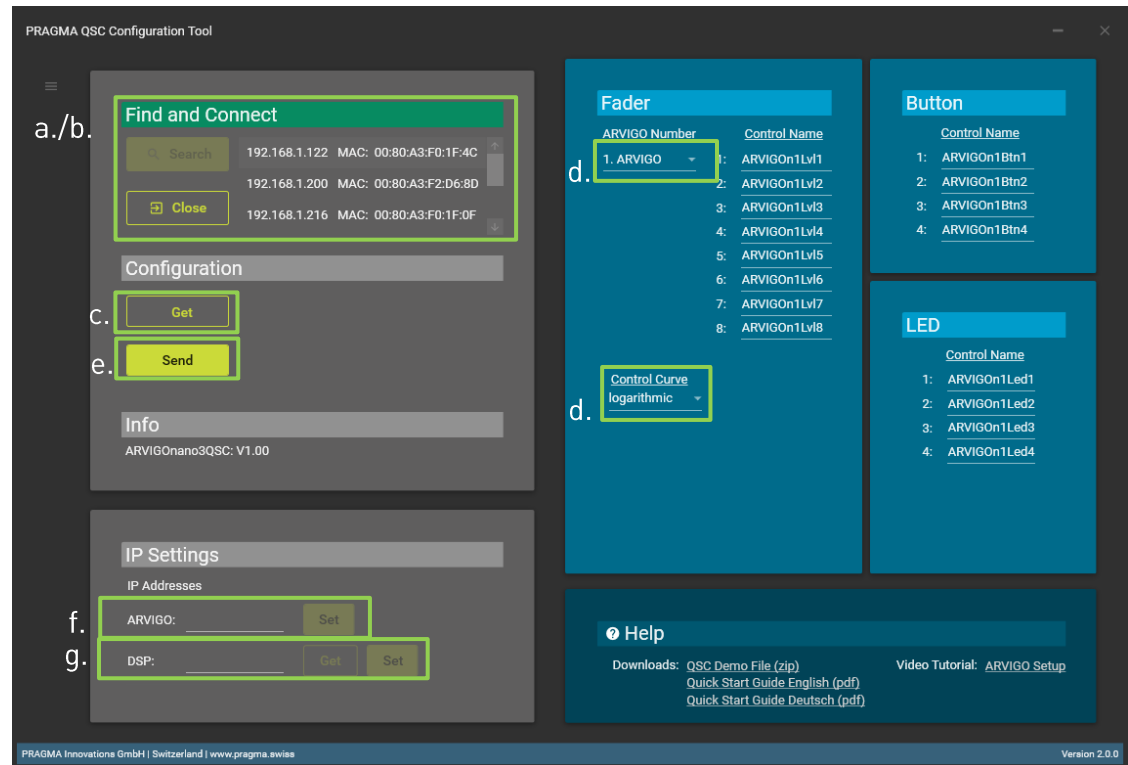 PRAGMA QSC Configuration Tool
a./b.
Find and Connect
Search
192.168.1.122 MAC: 00:80:A3:F0:1F:4C
192.168.1.200 MAC: 00:80:A3:F2:D6:8D
Close
192.168.1.216 MAC: 00:80:A3:F0:1F:0F
Configuration
c.
Get
e.
Send
Info
ARVIGOnano3QSC: V1.00
IP Settings
IP Addresses
f.
ARVIGO:
Set
g.
DSP:
Get
Set
Fader
ARVIGO Number
Control Name
d.
1. ARVIGO
1: ARVIGOn1Lvl1
2: ARVIGOn1Lvl2
3: ARVIGOn1Lvl3
4: ARVIGOn1Lvl4
5: ARVIGOn1Lvl5
6: ARVIGOn1Lvl6
7: ARVIGOn1Lvl7
8: ARVIGOn1Lvl8
d.
Control Curve
logarithmic
Button
Control Name
1: ARVIGOn1Btn1
2: ARVIGOn1Btn2
3: ARVIGOn1Btn3
4: ARVIGOn1Btn4
LED
Control Name
1: ARVIGOn1Led1
2: ARVIGOn1Led2
3: ARVIGOn1Led3
4: ARVIGOn1Led4
? Help
Downloads: QSC Demo File (zip)
Quick Start Guide English (pdf)
Quick Start Guide Deutsch (pdf)
Video Tutorial: ARVIGO Setup
PRAGMA Innovations GmbH | Switzerland | www.pragma.swiss
Version 2.0.0